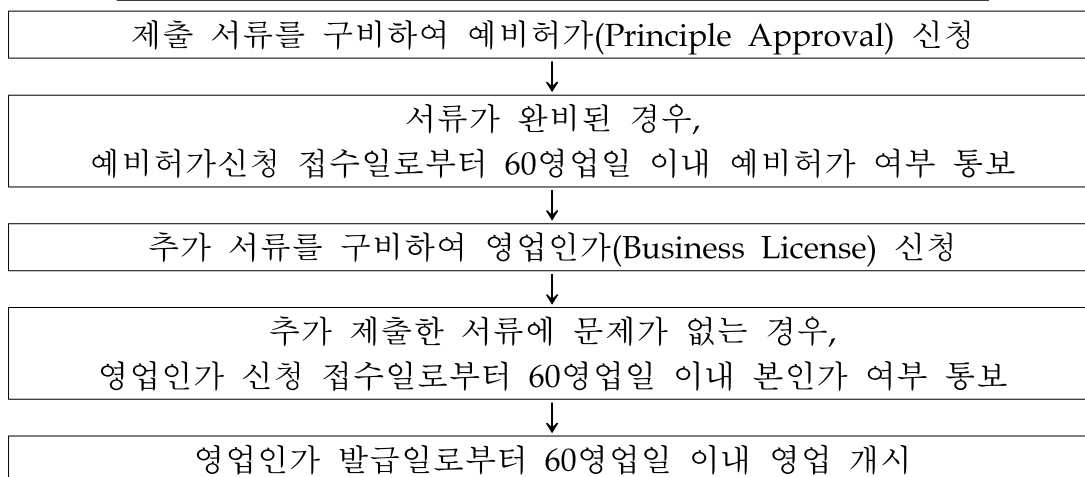 제출 서류를 구비하여 예비허가(Principle Approval) 신청
서류가 완비된 경우,
예비허가신청 접수일로부터 60영업일 이내 예비허가 여부 통보
추가 서류를 구비하여 영업인가(Business License) 신청
추가 제출한 서류에 문제가 없는 경우,
영업인가 신청 접수일로부터 60영업일 이내 본인가 여부 통보
영업인가 발급일로부터 60영업일 이내 영업 개시